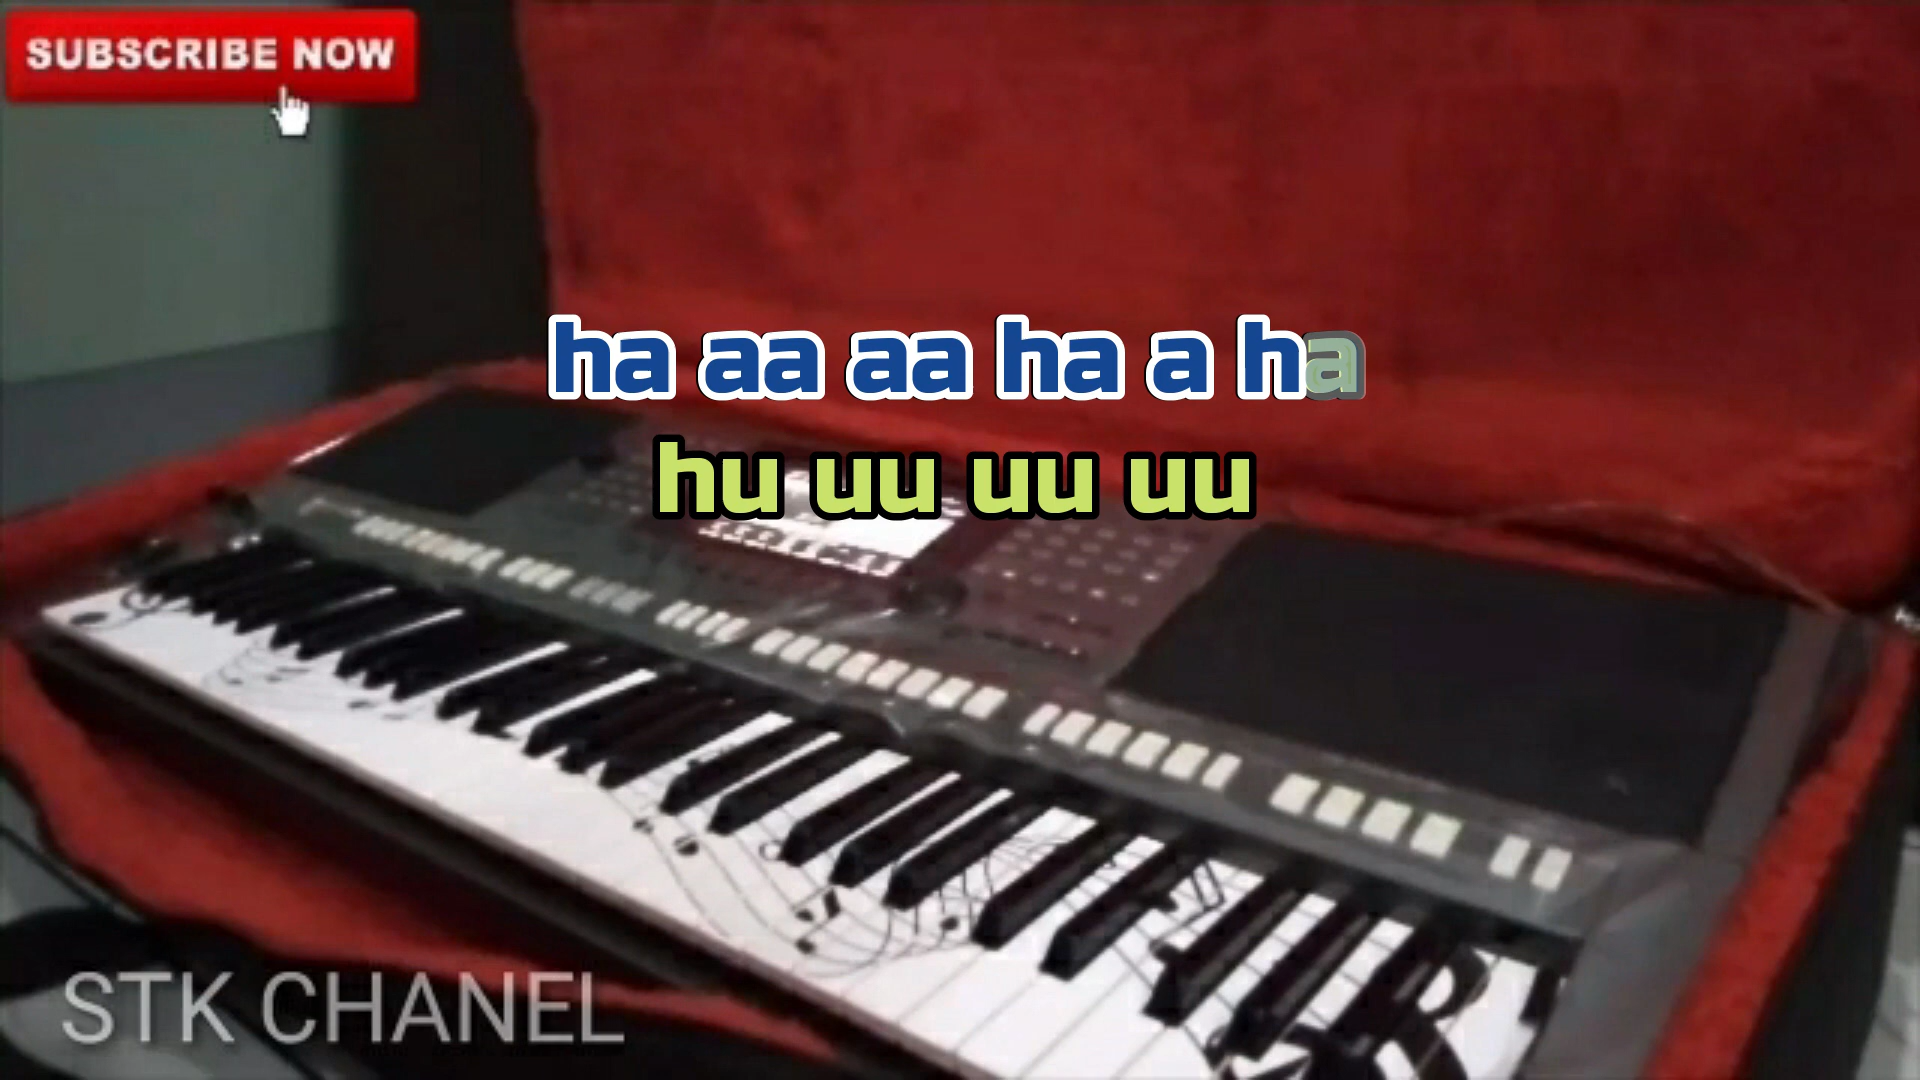 SUBSCRIBE NOW
ha aa aa ha a ha
hu uu uu uu
STK CHANEL